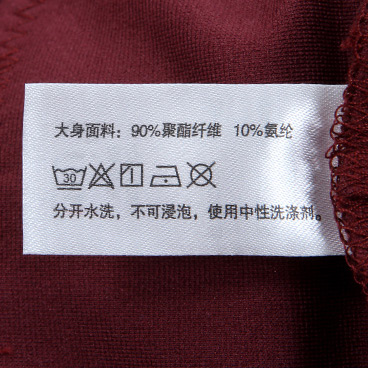 大身面料：90%聚酯纤维 10%氨纶
30
分开水洗，不可浸泡，使用中性洗涤剂。